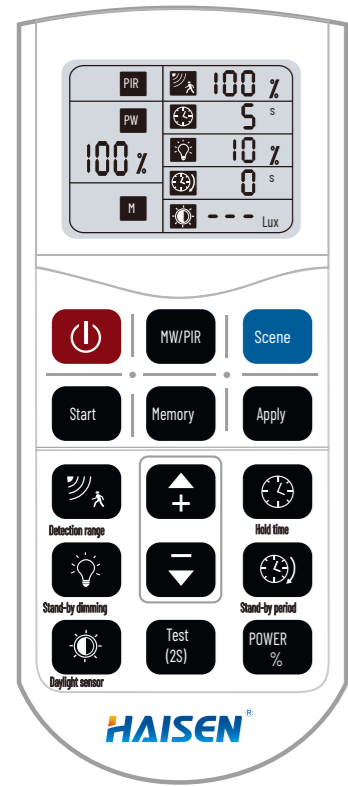 PIR 100 %
PW 5 s
100 % 10 %
0 s
M --- Lux
MW/PIR Scene
Start Memory Apply
Detection range Hold time
+
Stand-by dimming − Stand-by period
Test POWER
(2S) %
Daylight sensor
HAISEN®